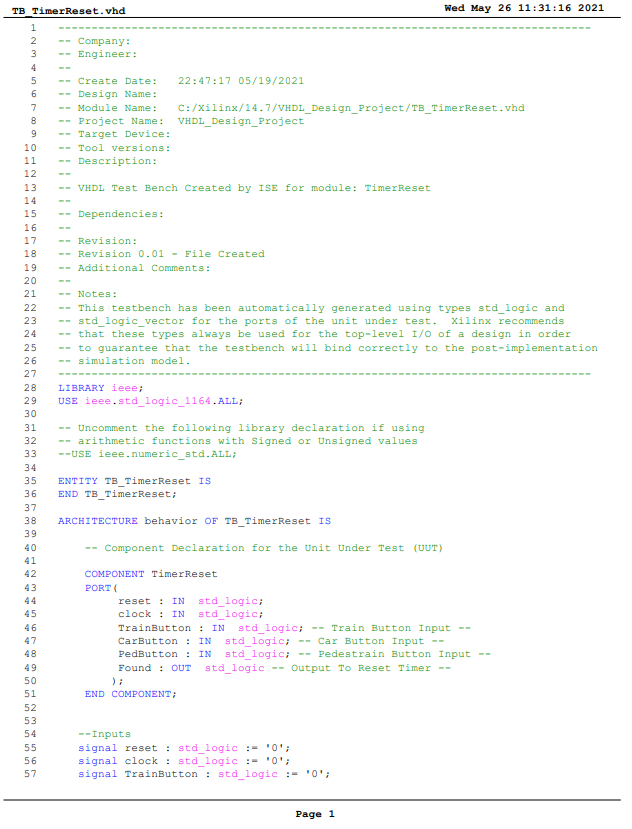 TB_TimerReset.vhd Wed May 26 11:31:16 2021
1 --------------------------------------------------------------------------------
2 -- Company:
3 -- Engineer:
4 --
5 -- Create Date:   22:47:17 05/19/2021
6 -- Design Name:
7 -- Module Name:   C:/Xilinx/14.7/VHDL_Design_Project/TB_TimerReset.vhd
8 -- Project Name:  VHDL_Design_Project
9 -- Target Device:
10 -- Tool versions:
11 -- Description:
12 --
13 -- VHDL Test Bench Created by ISE for module: TimerReset
14 --
15 -- Dependencies:
16 --
17 -- Revision:
18 -- Revision 0.01 - File Created
19 -- Additional Comments:
20 --
21 -- Notes:
22 -- This testbench has been automatically generated using types std_logic and
23 -- std_logic_vector for the ports of the unit under test.  Xilinx recommends
24 -- that these types always be used for the top-level I/O of a design in order
25 -- to guarantee that the testbench will bind correctly to the post-implementation
26 -- simulation model.
27 --------------------------------------------------------------------------------
28 LIBRARY ieee;
29 USE ieee.std_logic_1164.ALL;
30
31 -- Uncomment the following library declaration if using
32 -- arithmetic functions with Signed or Unsigned values
33 --USE ieee.numeric_std.ALL;
34
35 ENTITY TB_TimerReset IS
36 END TB_TimerReset;
37
38 ARCHITECTURE behavior OF TB_TimerReset IS
39
40     -- Component Declaration for the Unit Under Test (UUT)
41
42     COMPONENT TimerReset
43     PORT(
44          reset : IN  std_logic;
45          clock : IN  std_logic;
46          TrainButton : IN  std_logic; -- Train Button Input --
47          CarButton : IN  std_logic; -- Car Button Input --
48          PedButton : IN  std_logic; -- Pedestrain Button Input --
49          Found : OUT  std_logic -- Output To Reset Timer --
50         );
51     END COMPONENT;
52
53
54    --Inputs
55    signal reset : std_logic := '0';
56    signal clock : std_logic := '0';
57    signal TrainButton : std_logic := '0';
Page 1